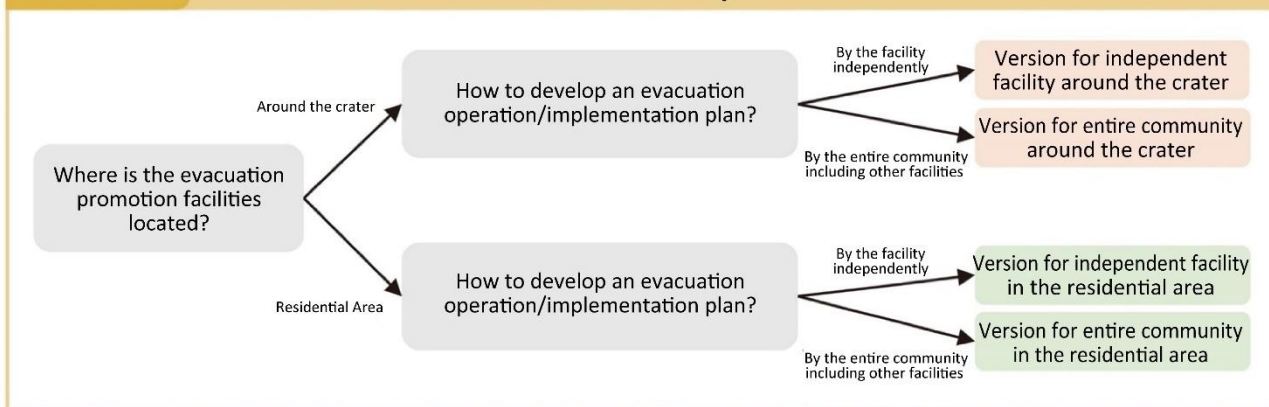 Where is the evacuation
promotion facilities
located?
Around the crater
Residential Area
How to develop an evacuation
operation/implementation plan?
By the facility
independently
By the entire community
including other facilities
Version for independent
facility around the crater
Version for entire community
around the crater
How to develop an evacuation
operation/implementation plan?
By the facility
independently
By the entire community
including other facilities
Version for independent facility
in the residential area
Version for entire community
in the residential area